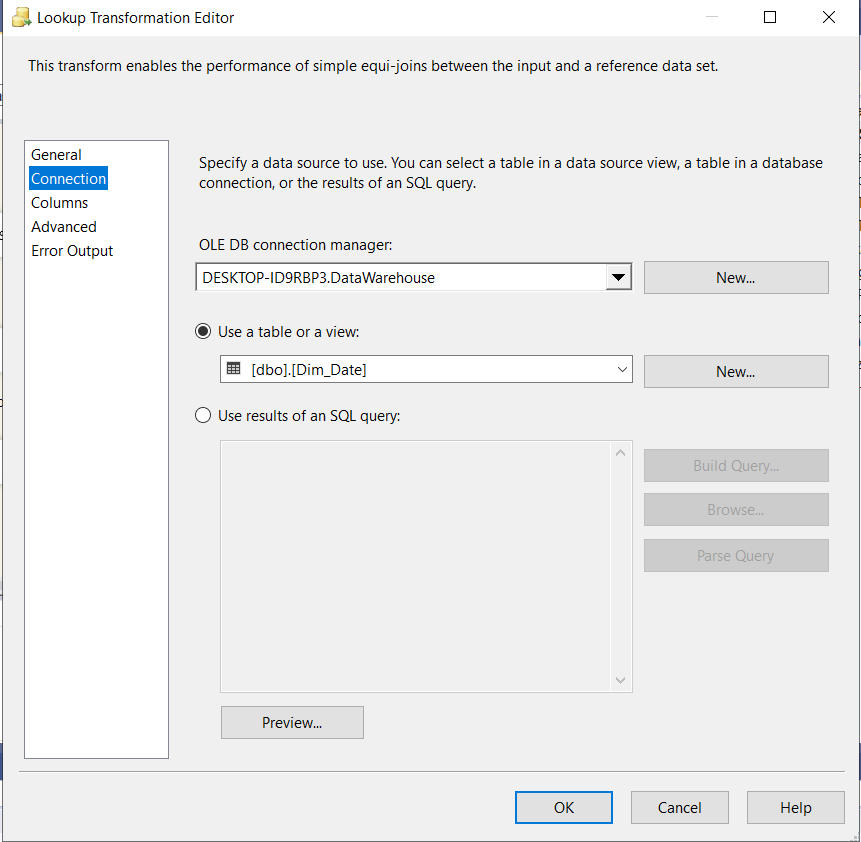 Lookup Transformation Editor
This transform enables the performance of simple equi-joins between the input and a reference data set.
General
Connection
Columns
Advanced
Error Output
Specify a data source to use. You can select a table in a data source view, a table in a database
connection, or the results of an SQL query.
OLE DB connection manager:
DESKTOP-ID9RBP3.DataWarehouse
New...
Use a table or a view:
[dbo].[Dim_Date]
New...
Use results of an SQL query:
Build Query...
Browse...
Parse Query
Preview...
OK
Cancel
Help